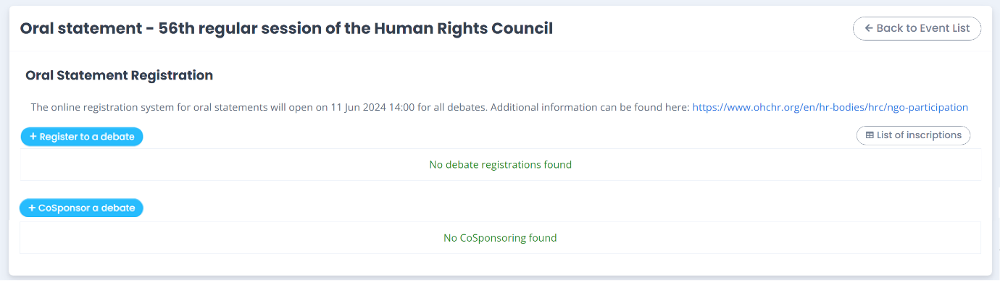 Oral statement - 56th regular session of the Human Rights Council
← Back to Event List
Oral Statement Registration
The online registration system for oral statements will open on 11 Jun 2024 14:00 for all debates. Additional information can be found here: https://www.ohchr.org/en/hr-bodies/hrc/ngo-participation
+ Register to a debate
List of inscriptions
No debate registrations found
+ CoSponsor a debate
No CoSponsoring found